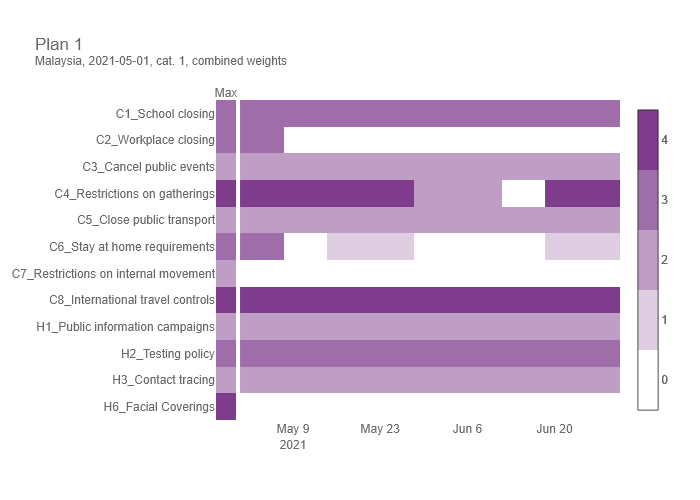 Plan 1
Malaysia, 2021-05-01, cat. 1, combined weights
Max
C1_School closing
C2_Workplace closing
C3_Cancel public events
C4_Restrictions on gatherings
C5_Close public transport
C6_Stay at home requirements
C7_Restrictions on internal movement
C8_International travel controls
H1_Public information campaigns
H2_Testing policy
H3_Contact tracing
H6_Facial Coverings
May 9
2021
May 23
Jun 6
Jun 20
4
3
2
1
0